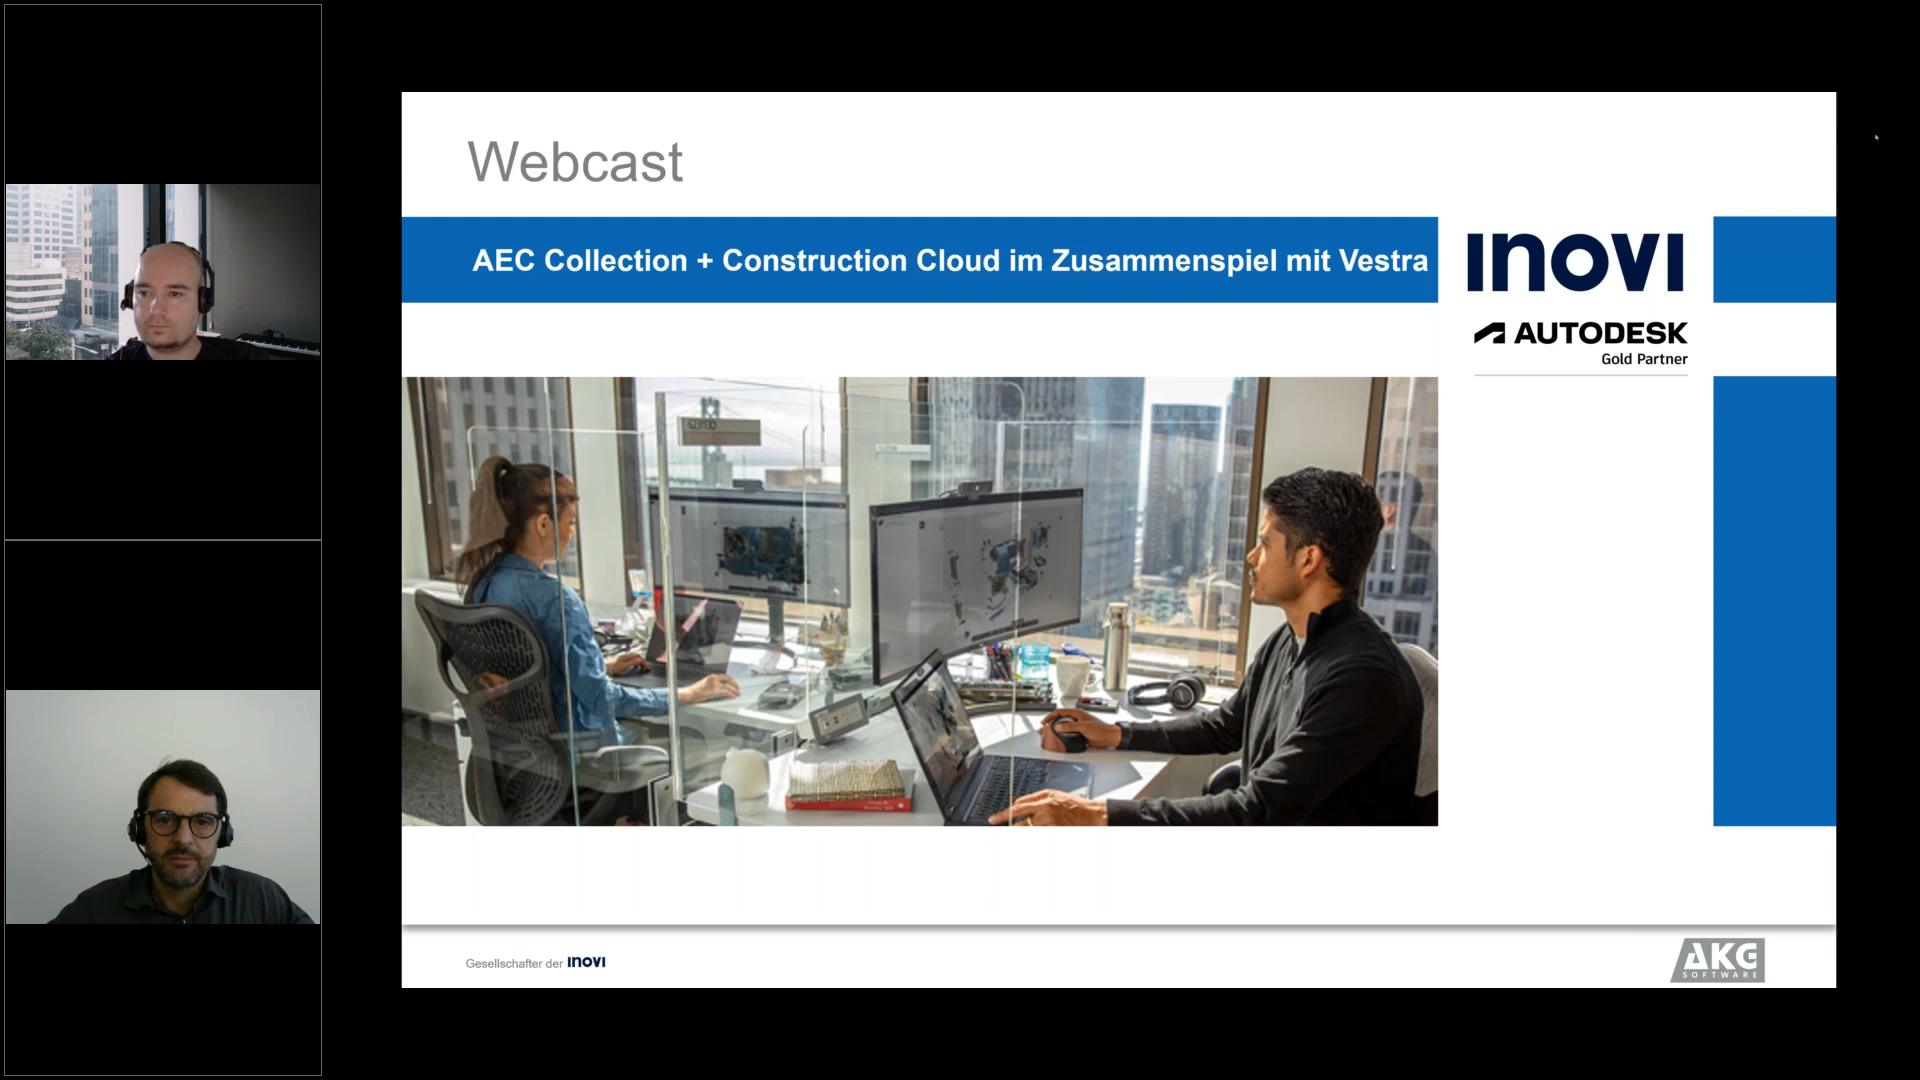 Webcast
AEC Collection + Construction Cloud im Zusammenspiel mit Vestra
INOVI
AUTODESK
Gold Partner
Gesellschafter der INOVI
AKG
SOFTWARE